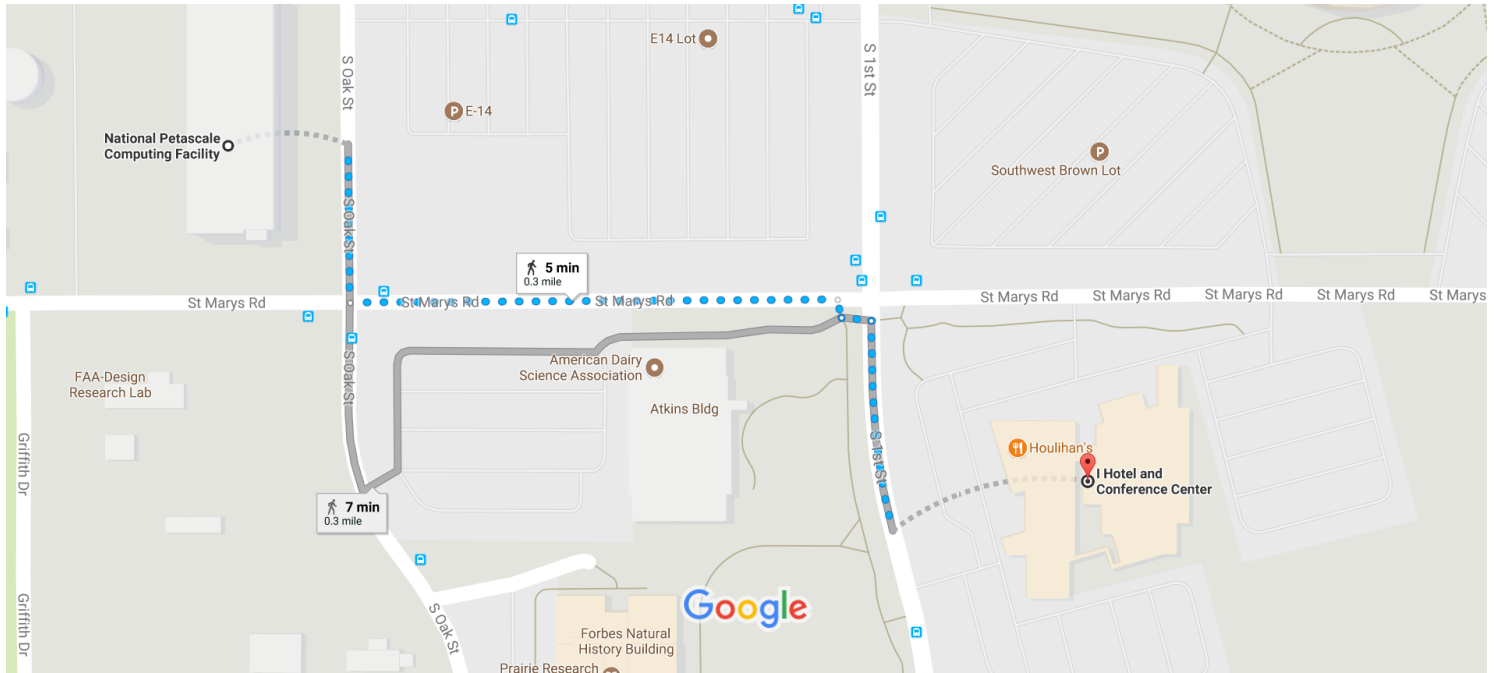 E14 Lot
S Oak St
S 1st St
P E-14
National Petascale
Computing Facility
P
Southwest Brown Lot
S Oak St
5 min
0.3 mile
St Marys Rd
St Marys Rd
St Marys Rd
St Marys Rd
St Marys Rd
St Marys Rd
St Marys
S Oak St
American Dairy
Science Association
FAA-Design
Research Lab
Atkins Bldg
Griffith Dr
S 1st St
Houlihan's
I Hotel and
Conference Center
7 min
0.3 mile
Google
Griffith Dr
S Oak St
Forbes Natural
History Building
Prairie Research